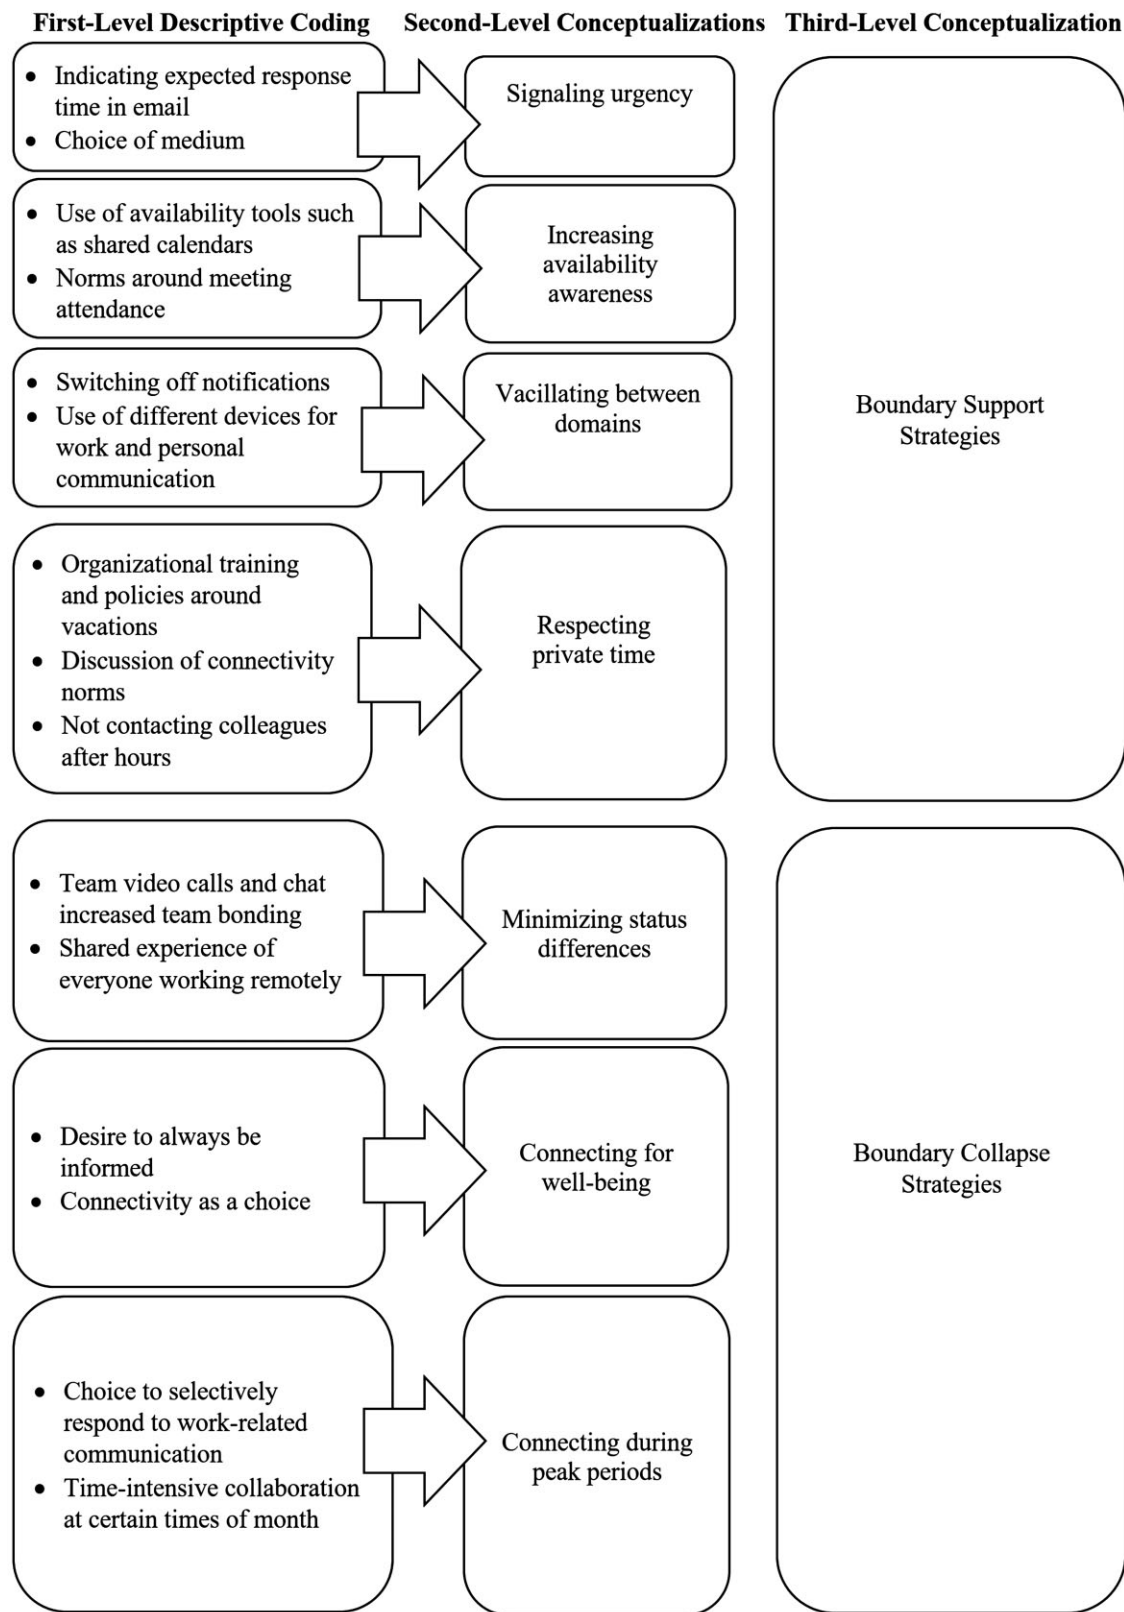 First-Level Descriptive Coding Second-Level Conceptualizations Third-Level Conceptualization
• Indicating expected response
time in email
• Choice of medium
Signaling urgency
• Use of availability tools such
as shared calendars
• Norms around meeting
attendance
Increasing
availability
awareness
• Switching off notifications
• Use of different devices for
work and personal
communication
Vacillating between
domains
• Organizational training
and policies around
vacations
• Discussion of connectivity
norms
• Not contacting colleagues
after hours
Respecting
private time
Boundary Support
Strategies
• Team video calls and chat
increased team bonding
• Shared experience of
everyone working remotely
Minimizing status
differences
• Desire to always be
informed
• Connectivity as a choice
Connecting for
well-being
• Choice to selectively
respond to work-related
communication
• Time-intensive collaboration
at certain times of month
Connecting during
peak periods
Boundary Collapse
Strategies